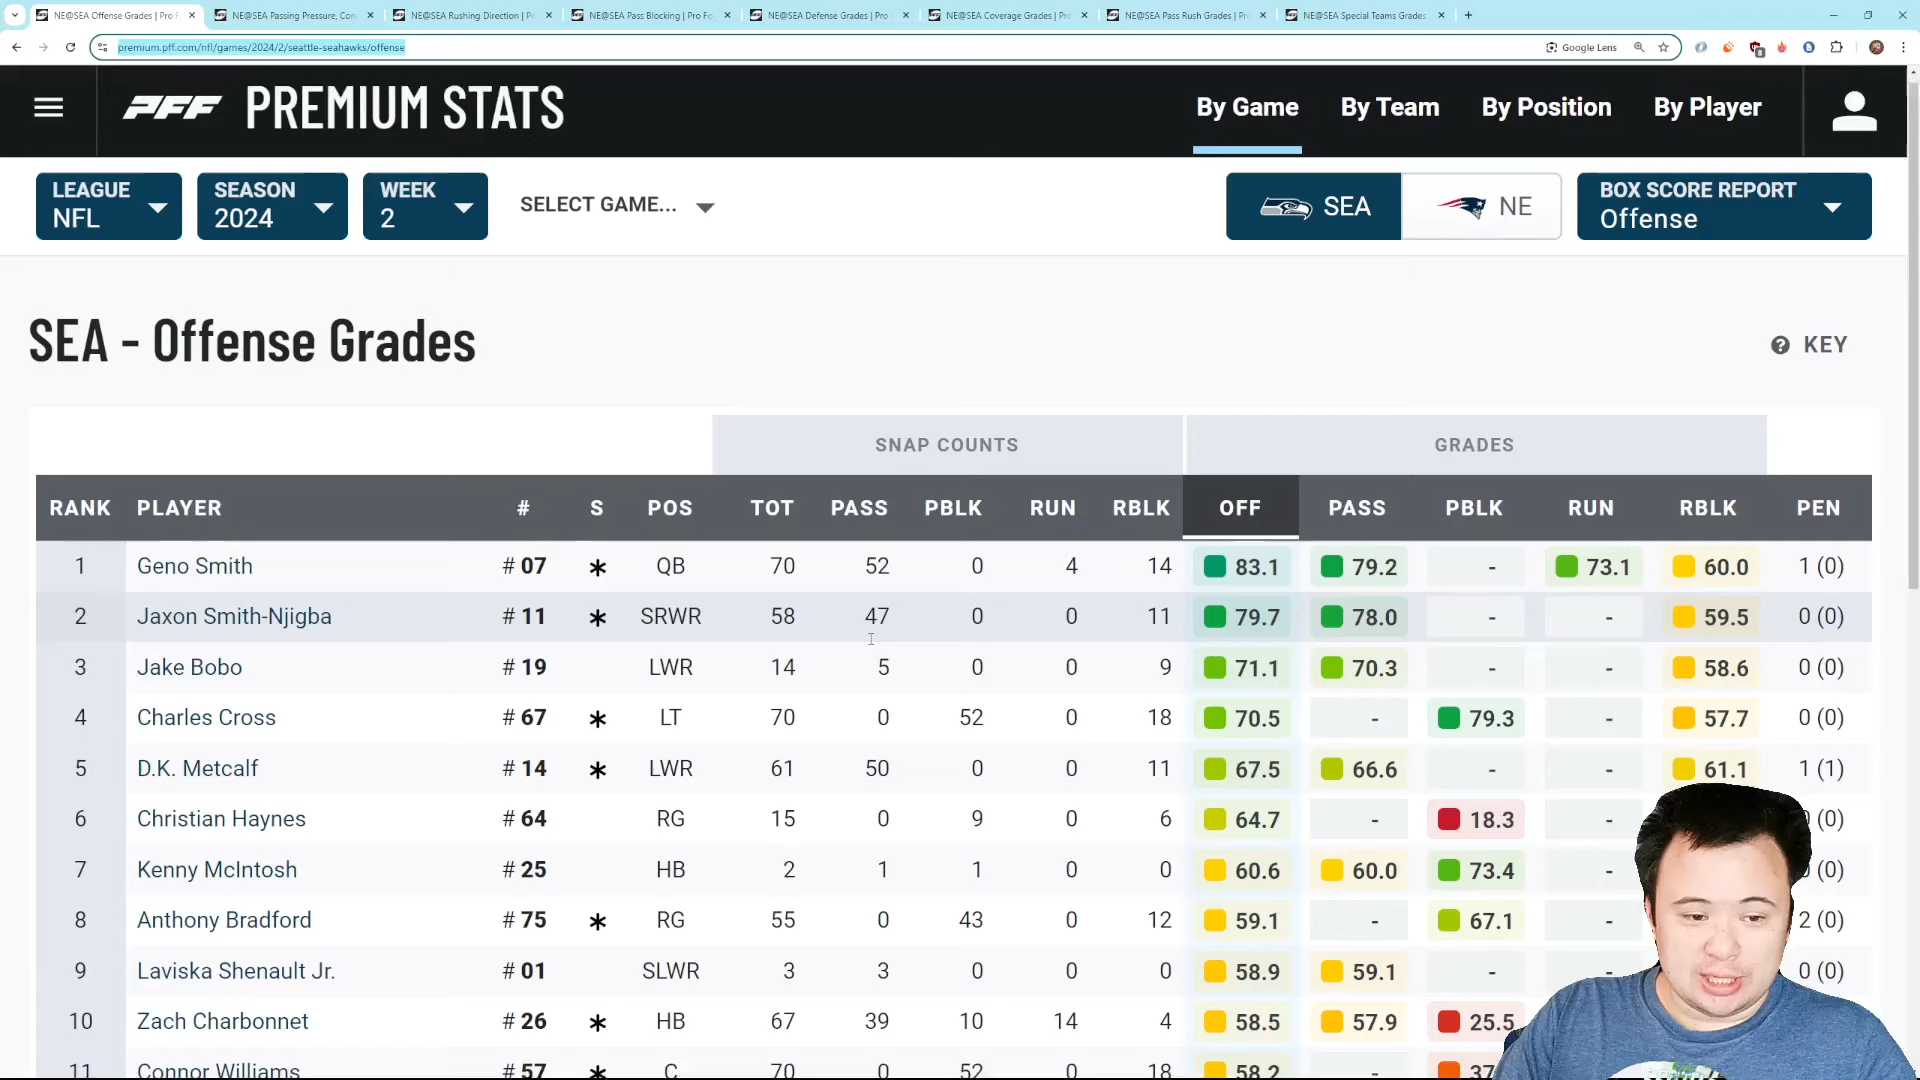 NE@SEA Offense Grades | Pro F
NE@SEA Passing Pressure, Con
NE@SEA Rushing Direction | P
NE@SEA Pass Blocking | Pro Fo
NE@SEA Defense Grades | Pro
NE@SEA Coverage Grades | Pro
NE@SEA Pass Rush Grades | Pro
NE@SEA Special Teams Grades
premium.pff.com/nfl/games/2024/2/seattle-seahawks/offense
Google Lens
PFF PREMIUM STATS
By Game By Team By Position By Player
LEAGUE
NFL
SEASON
2024
WEEK
2
SELECT GAME...
SEA
NE
BOX SCORE REPORT
Offense
SEA - Offense Grades
KEY
SNAP COUNTS GRADES
RANK PLAYER # S POS TOT PASS PBLK RUN RBLK OFF PASS PBLK RUN RBLK PEN
1 Geno Smith # 07 * QB 70 52 0 4 14 83.1 79.2 - 73.1 60.0 1 (0)
2 Jaxon Smith-Njigba # 11 * SRWR 58 47 0 0 11 79.7 78.0 - - 59.5 0 (0)
3 Jake Bobo # 19 LWR 14 5 0 0 9 71.1 70.3 - - 58.6 0 (0)
4 Charles Cross # 67 * LT 70 0 52 0 18 70.5 - 79.3 - 57.7 0 (0)
5 D.K. Metcalf # 14 * LWR 61 50 0 0 11 67.5 66.6 - - 61.1 1 (1)
6 Christian Haynes # 64 RG 15 0 9 0 6 64.7 - 18.3 - (0)
7 Kenny McIntosh # 25 HB 2 1 1 0 0 60.6 60.0 73.4 - (0)
8 Anthony Bradford # 75 * RG 55 0 43 0 12 59.1 - 67.1 - 2 (0)
9 Laviska Shenault Jr. # 01 SLWR 3 3 0 0 0 58.9 59.1 - - 0 (0)
10 Zach Charbonnet # 26 * HB 67 39 10 14 4 58.5 57.9 25.5
11 Connor Williams # 57 * C 70 0 52 0 18 58.2 - 37